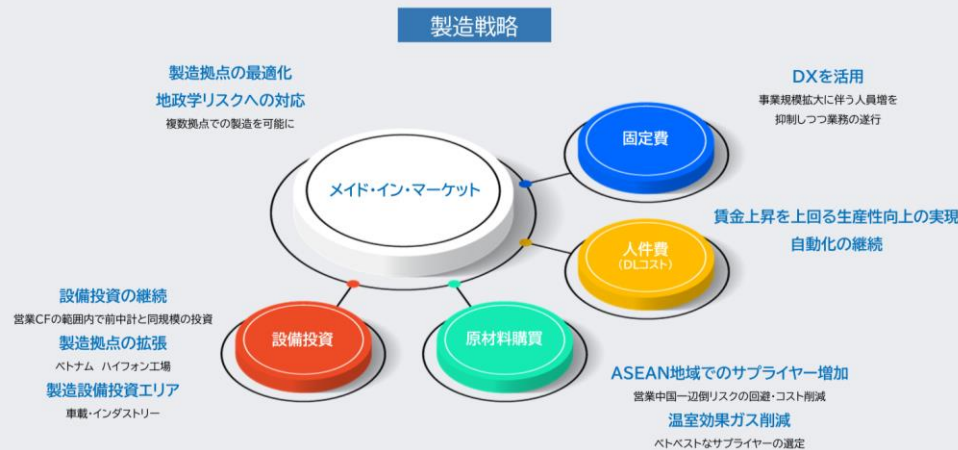 製造戦略
製造拠点の最適化
地政学リスクへの対応
複数拠点での製造を可能に
メイド・イン・マーケット
固定費
DXを活用
事業規模拡大に伴う人員増を
抑制しつつ業務の遂行
人件費
(DLコスト)
賃金上昇を上回る生産性向上の実現
自動化の継続
設備投資
設備投資の継続
営業CFの範囲内で前中計と同規模の投資
製造拠点の拡張
ベトナム ハイフォン工場
製造設備投資エリア
車載・インダストリー
原材料購買
ASEAN地域でのサプライヤー増加
営業中国一辺倒リスクの回避・コスト削減
温室効果ガス削減
ベトベストなサプライヤーの選定